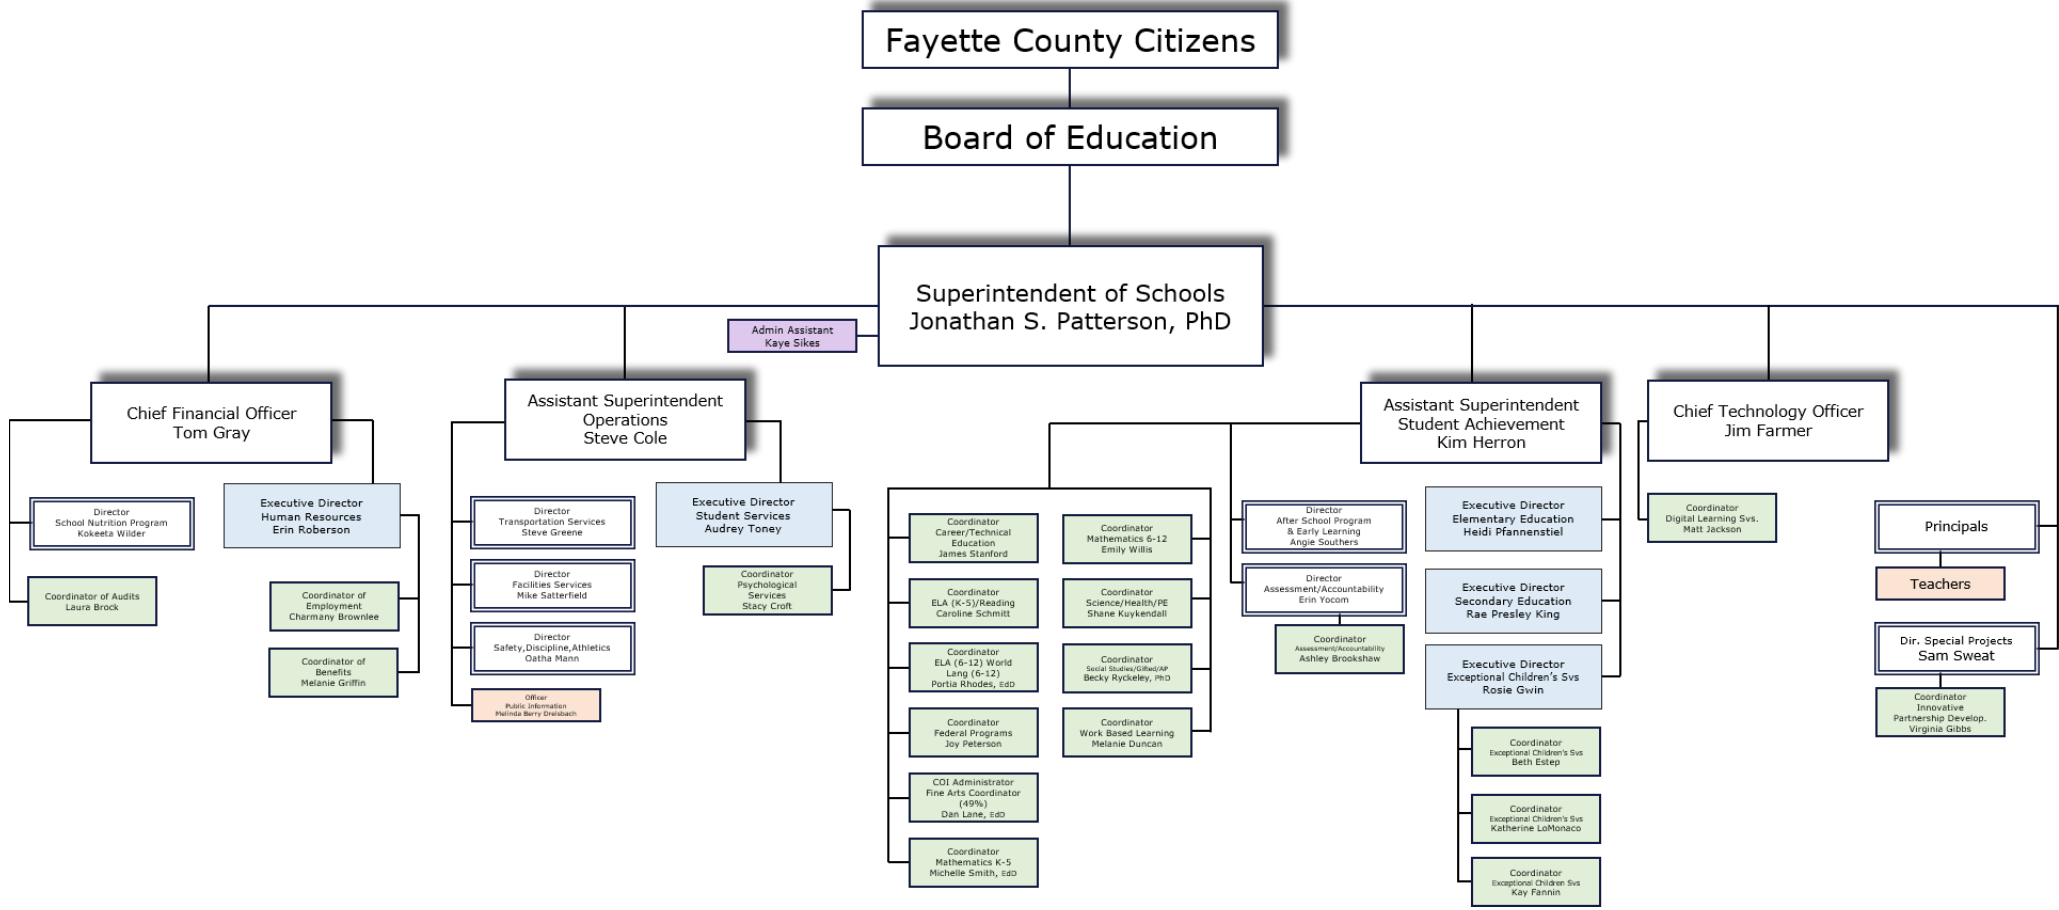 Fayette County Citizens
Board of Education
Superintendent of Schools
Jonathan S. Patterson, PhD
Admin Assistant
Kaye Sikes
Chief Financial Officer
Tom Gray
Director
School Nutrition Program
Kokeeta Wilder
Coordinator of Audits
Laura Brock
Executive Director
Human Resources
Erin Roberson
Coordinator of
Employment
Charmany Brownlee
Coordinator of
Benefits
Melanie Griffin
Assistant Superintendent
Operations
Steve Cole
Director
Transportation Services
Steve Greene
Director
Facilities Services
Mike Satterfield
Director
Safety,Discipline,Athletics
Oatha Mann
Officer
Public Information
Melinda Berry Dreisbach
Executive Director
Student Services
Audrey Toney
Coordinator
Psychological
Services
Stacy Croft
Assistant Superintendent
Student Achievement
Kim Herron
Coordinator
Career/Technical
Education
James Stanford
Coordinator
ELA (K-5)/Reading
Caroline Schmitt
Coordinator
ELA (6-12) World
Lang (6-12)
Portia Rhodes, EdD
Coordinator
Federal Programs
Joy Peterson
COI Administrator
Fine Arts Coordinator
(49%)
Dan Lane, EdD
Coordinator
Mathematics K-5
Michelle Smith, EdD
Coordinator
Mathematics 6-12
Emily Willis
Coordinator
Science/Health/PE
Shane Kuykendall
Coordinator
Social Studies/Gifted/AP
Becky Ryckeley, PhD
Coordinator
Work Based Learning
Melanie Duncan
Director
After School Program
& Early Learning
Angie Southers
Director
Assessment/Accountability
Erin Yocom
Coordinator
Assessment/Accountability
Ashley Brookshaw
Executive Director
Elementary Education
Heidi Pfannenstiel
Executive Director
Secondary Education
Rae Presley King
Executive Director
Exceptional Children's Svs
Rosie Gwin
Coordinator
Exceptional Children's Svs
Beth Estep
Coordinator
Exceptional Children's Svs
Katherine LoMonaco
Coordinator
Exceptional Children Svs
Kay Fannin
Chief Technology Officer
Jim Farmer
Coordinator
Digital Learning Svs.
Matt Jackson
Principals
Teachers
Dir. Special Projects
Sam Sweat
Coordinator
Innovative
Partnership Develop.
Virginia Gibbs